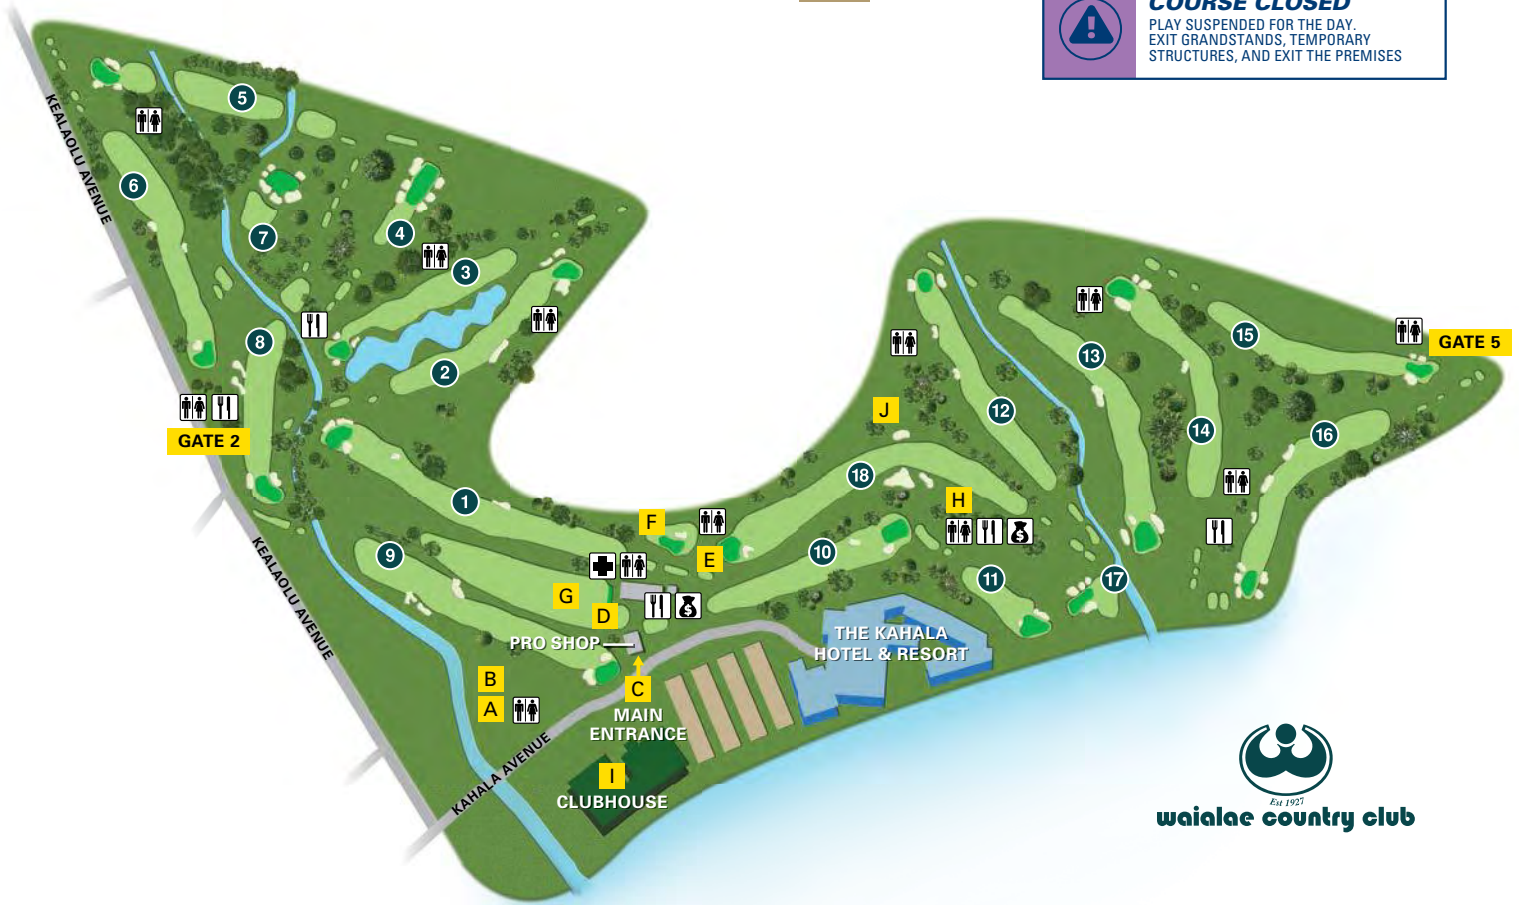 COURSE CLOSED
PLAY SUSPENDED FOR THE DAY.
EXIT GRANDSTANDS, TEMPORARY
STRUCTURES, AND EXIT THE PREMISES
KEALAOLU AVENUE
5
6
7
4
3
8
2
GATE 2
1
9
KEALAOLU AVENUE
15
GATE 5
13
12
J
14
16
18
H
$
F
E
10
11
17
G
D
$
PRO SHOP
THE KAHALA
HOTEL & RESORT
B
A
C
MAIN
ENTRANCE
KAHALA AVENUE
I
CLUBHOUSE
Est 1927
waialae country club